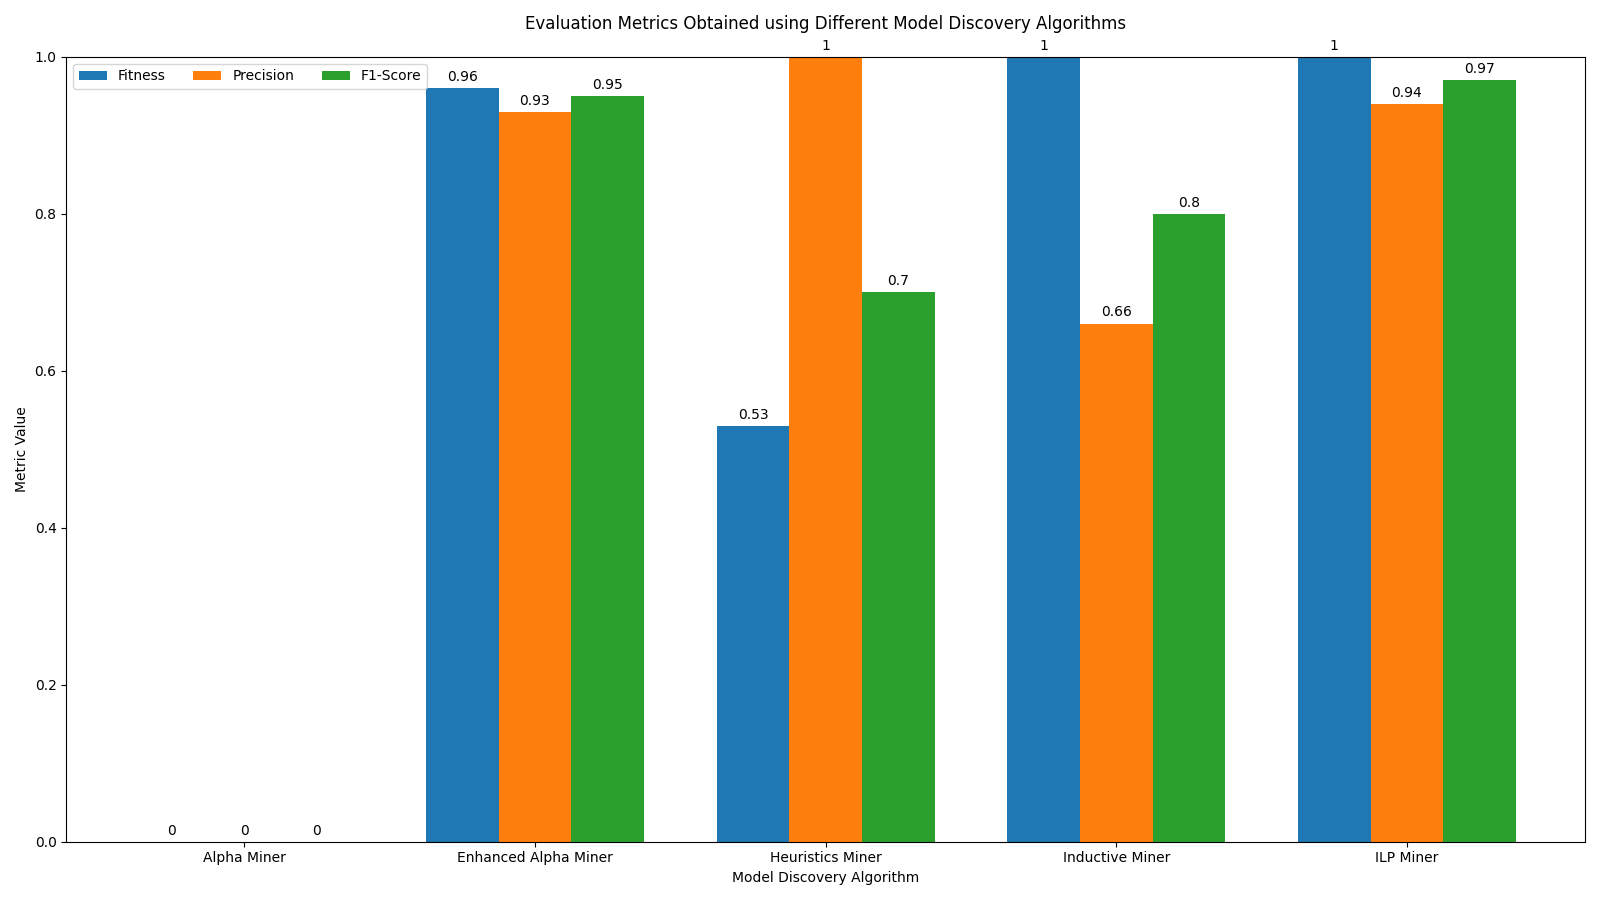 Evaluation Metrics Obtained using Different Model Discovery Algorithms
1 1 1
1.0
Fitness Precision F1-Score
0.96 0.93 0.95 0.97 0.94
0.8
0.8
0.7
0.66
0.6
0.53
0.4
0.2
0 0 0
0.0
Metric Value
Alpha Miner Enhanced Alpha Miner Heuristics Miner Inductive Miner ILP Miner
Model Discovery Algorithm